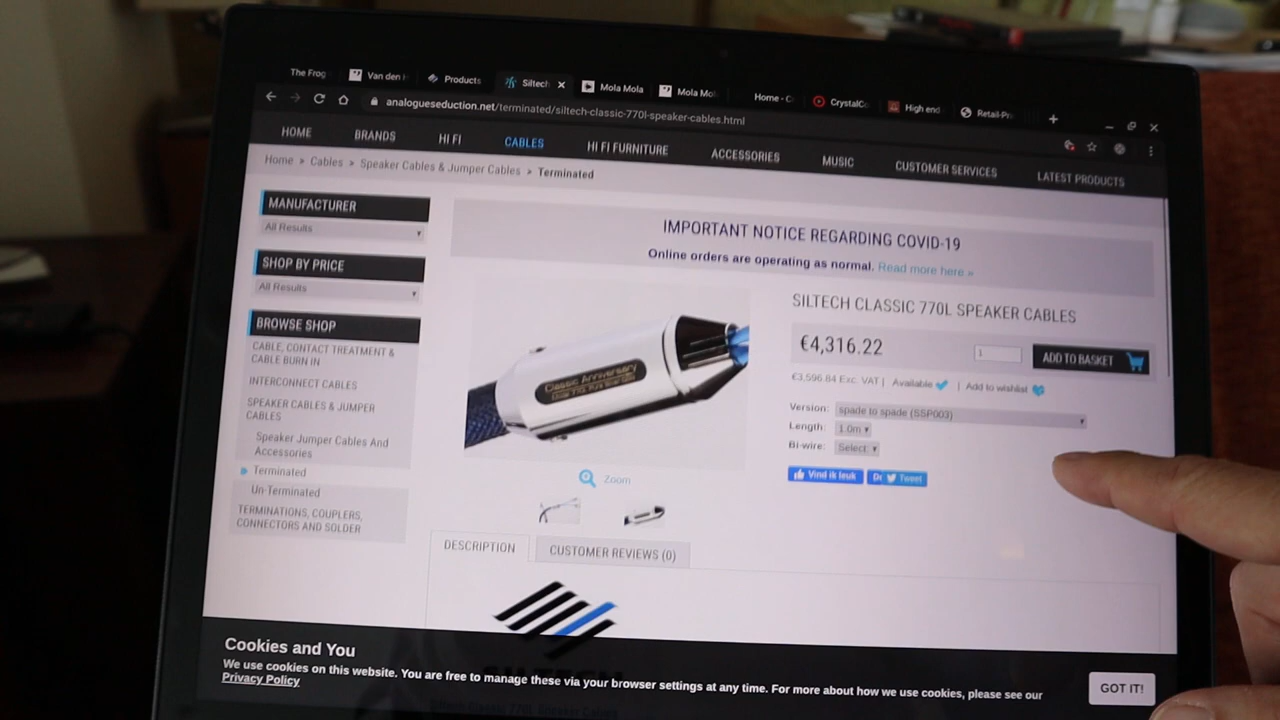 The Frog
Van den
Products
Siltech
Mola Mola
Mola Mol
Home - C
CrystalC
High end
Retail-Pr
analogueseduction.net/terminated/siltech-classic-770l-speaker-cables.html
HOME
BRANDS
HI FI
CABLES
HI FI FURNITURE
ACCESSORIES
MUSIC
CUSTOMER SERVICES
LATEST PRODUCTS
Home » Cables » Speaker Cables & Jumper Cables » Terminated
MANUFACTURER
All Results
SHOP BY PRICE
All Results
BROWSE SHOP
CABLE, CONTACT TREATMENT &
CABLE BURN IN
INTERCONNECT CABLES
SPEAKER CABLES & JUMPER
CABLES
Speaker Jumper Cables And
Accessories
Terminated
Un-Terminated
TERMINATIONS, COUPLERS,
CONNECTORS AND SOLDER
IMPORTANT NOTICE REGARDING COVID-19
Online orders are operating as normal. Read more here »
Classic Anniversary
SILTECH CLASSIC 770L SPEAKER CABLES
€4,316.22
1
ADD TO BASKET
€3,596.84 Exc. VAT | Available | Add to wishlist
Version: spade to spade (SSP003)
Length: 1.0m
Bi-wire: Select
Vind ik leuk
Tweet
Zoom
DESCRIPTION
CUSTOMER REVIEWS (0)
Cookies and You
We use cookies on this website. You are free to manage these via your browser settings at any time. For more about how we use cookies, please see our
Privacy Policy
GOT IT!